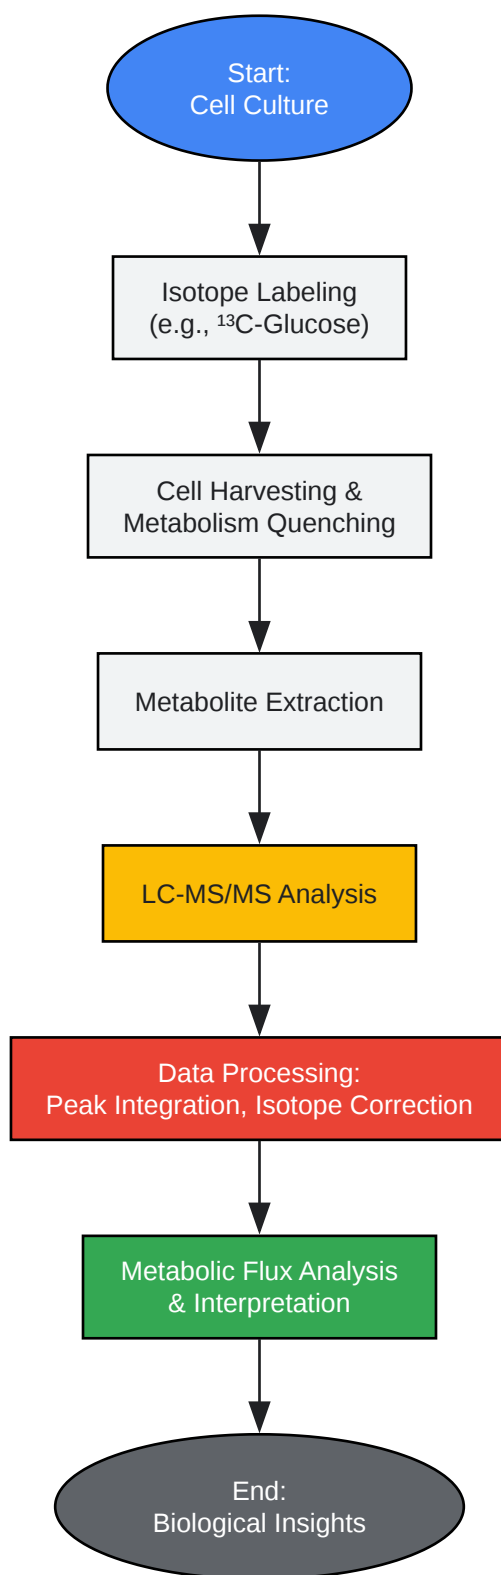 Start:
Cell Culture
Isotope Labeling
(e.g., ¹³C-Glucose)
Cell Harvesting &
Metabolism Quenching
Metabolite Extraction
LC-MS/MS Analysis
Data Processing:
Peak Integration, Isotope Correction
Metabolic Flux Analysis
& Interpretation
End:
Biological Insights